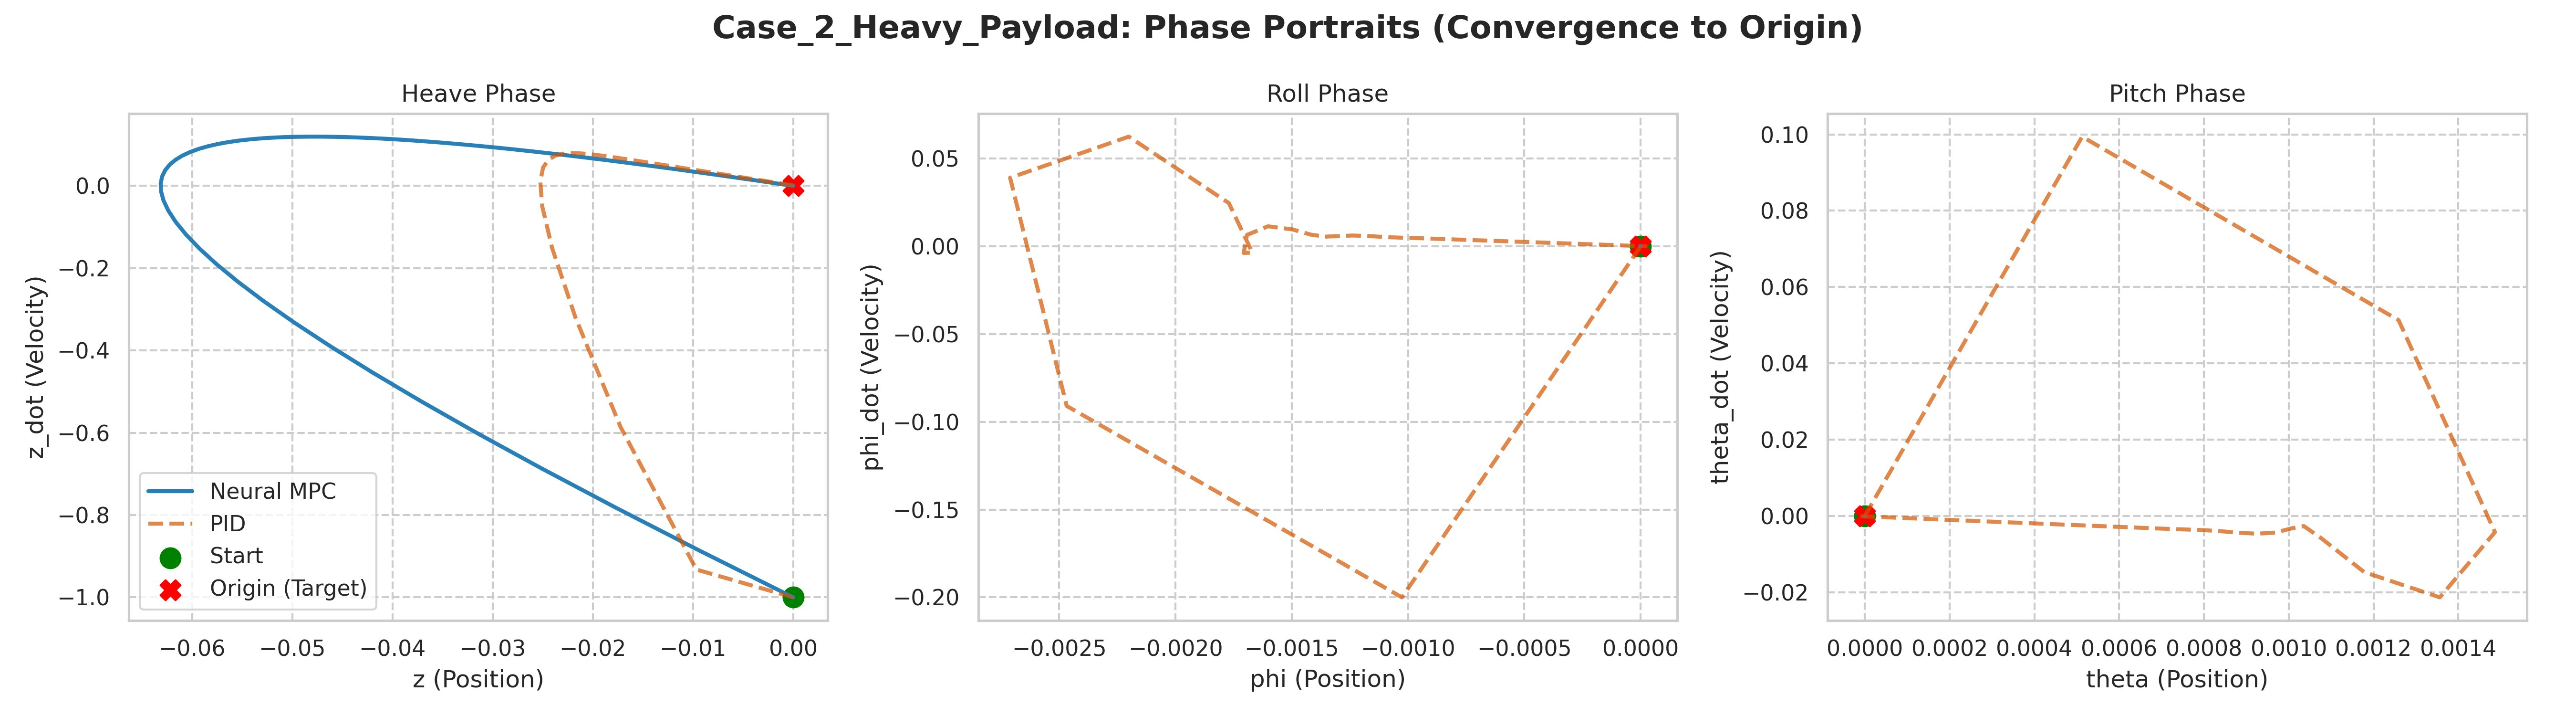 Case_2_Heavy_Payload: Phase Portraits (Convergence to Origin)
Heave Phase
z_dot (Velocity)
0.0
−0.2
−0.4
−0.6
−0.8
−1.0
Neural MPC
PID
Start
Origin (Target)
−0.06 −0.05 −0.04 −0.03 −0.02 −0.01 0.00
z (Position)
Roll Phase
phi_dot (Velocity)
0.05
0.00
−0.05
−0.10
−0.15
−0.20
−0.0025 −0.0020 −0.0015 −0.0010 −0.0005 0.0000
phi (Position)
Pitch Phase
theta_dot (Velocity)
0.10
0.08
0.06
0.04
0.02
0.00
−0.02
0.0000 0.0002 0.0004 0.0006 0.0008 0.0010 0.0012 0.0014
theta (Position)